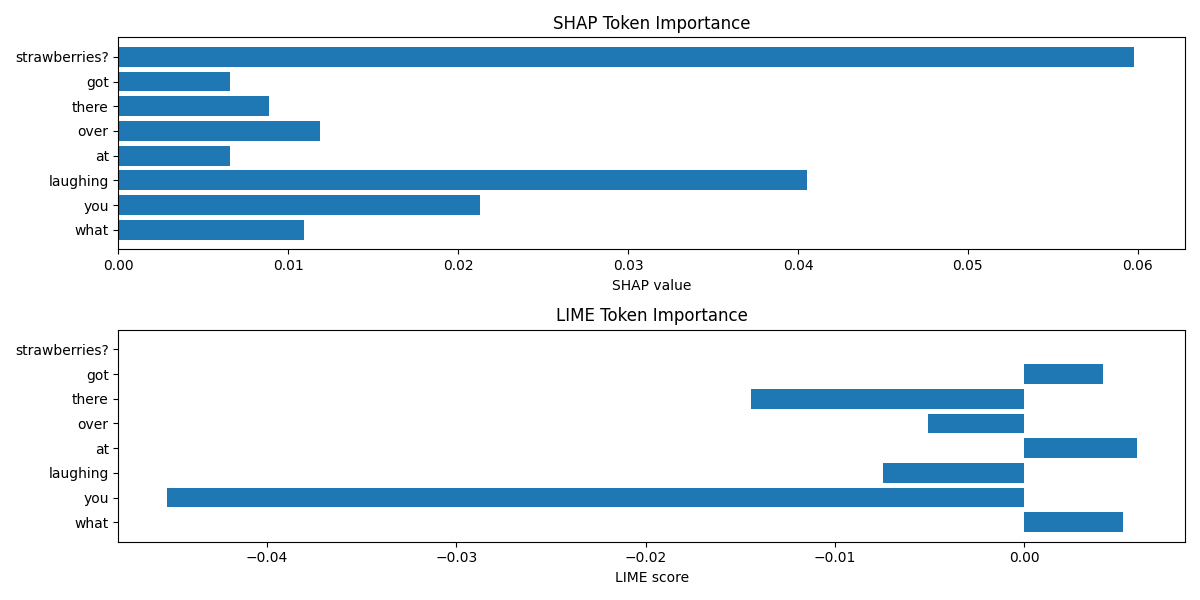 SHAP Token Importance
strawberries?
got
there
over
at
laughing
you
what
0.00 0.01 0.02 0.03 0.04 0.05 0.06
SHAP value
LIME Token Importance
strawberries?
got
there
over
at
laughing
you
what
−0.04 −0.03 −0.02 −0.01 0.00
LIME score